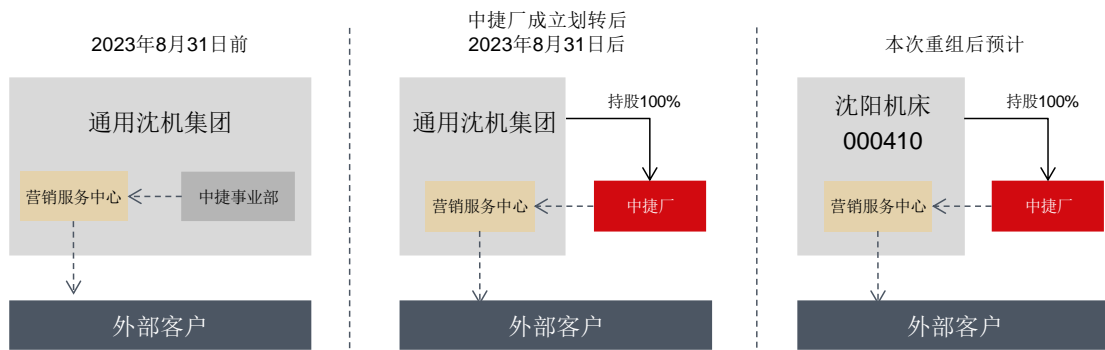 2023年8月31日前
通用沈机集团
营销服务中心
中捷事业部
外部客户
中捷厂成立划转后
2023年8月31日后
持股100%
通用沈机集团
营销服务中心
中捷厂
外部客户
本次重组后预计
持股100%
沈阳机床
000410
营销服务中心
中捷厂
外部客户